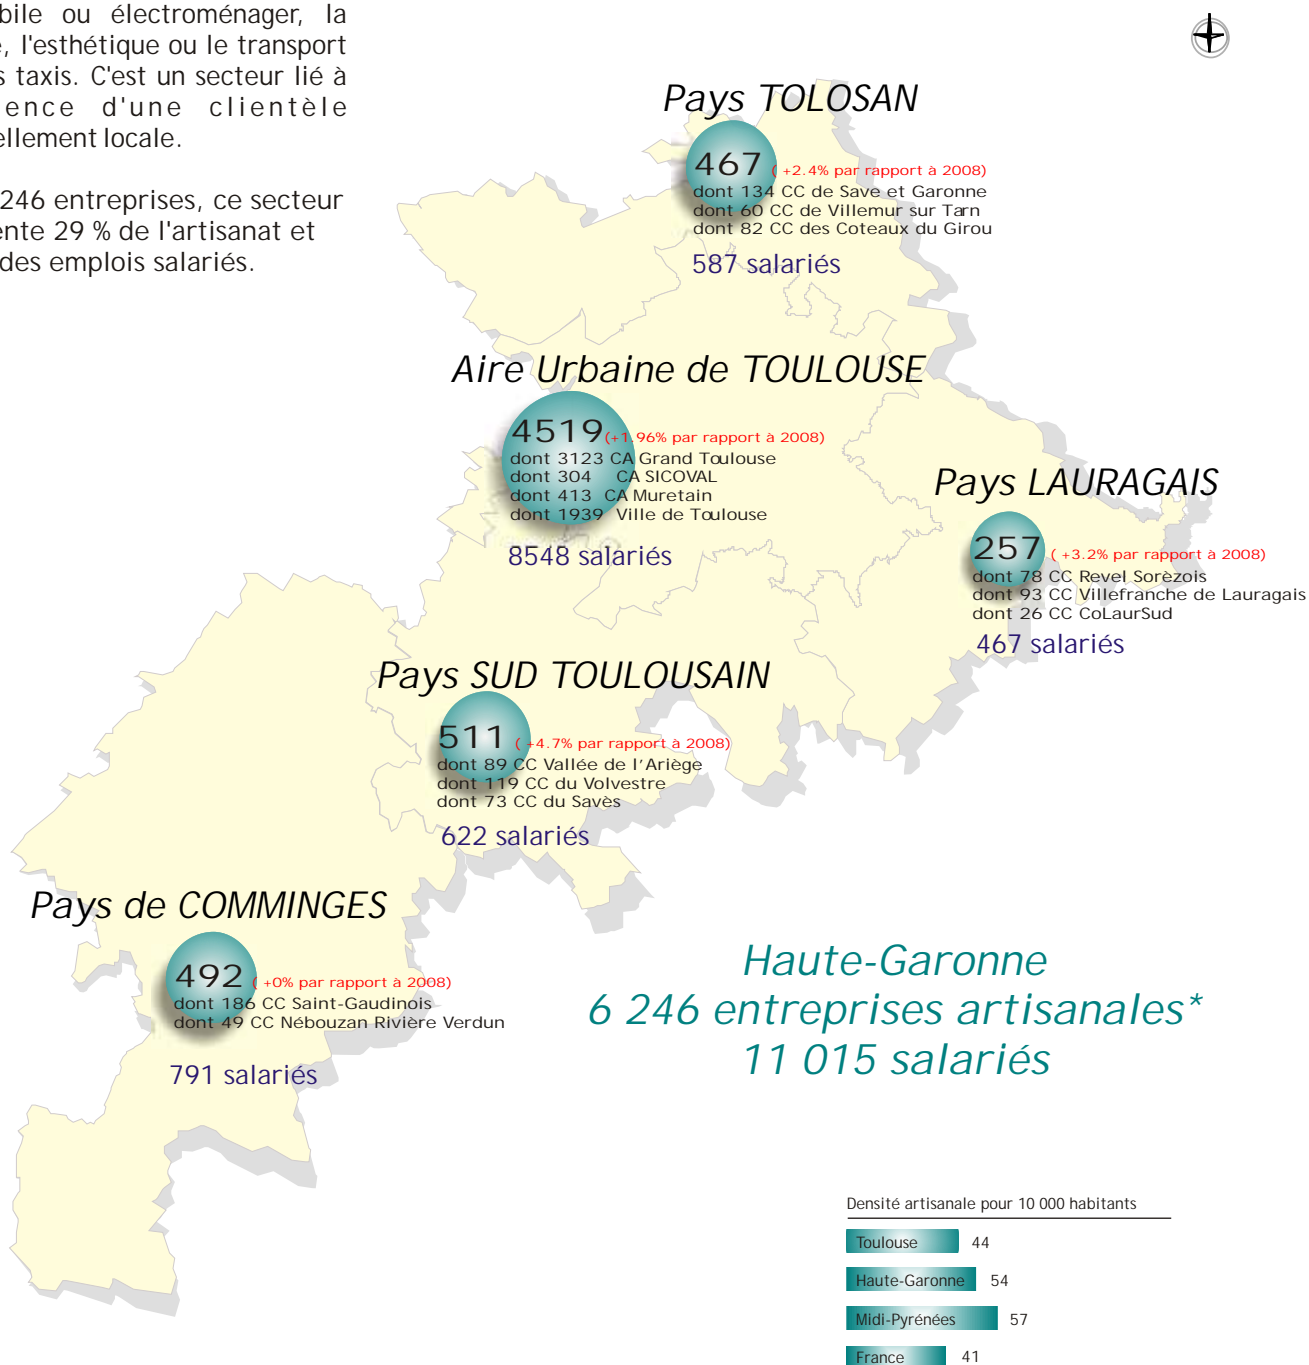 bile ou électroménager, la
, l'esthétique ou le transport
s taxis. C'est un secteur lié à
ence d'une clientèle
ellement locale.
246 entreprises, ce secteur
ente 29 % de l'artisanat et
des emplois salariés.
Pays TOLOSAN
467 ( +2.4% par rapport à 2008)
dont 134 CC de Save et Garonne
dont 60 CC de Villemur sur Tarn
dont 82 CC des Coteaux du Girou
587 salariés
Aire Urbaine de TOULOUSE
4519 (+1.96% par rapport à 2008)
dont 3123 CA Grand Toulouse
dont 304 CA SICOVAL
dont 413 CA Muretain
dont 1939 Ville de Toulouse
8548 salariés
Pays LAURAGAIS
257 ( +3.2% par rapport à 2008)
dont 78 CC Revel Sorèzois
dont 93 CC Villefranche de Lauragais
dont 26 CC CoLaurSud
467 salariés
Pays SUD TOULOUSAIN
511 ( +4.7% par rapport à 2008)
dont 89 CC Vallée de l'Ariège
dont 119 CC du Volvestre
dont 73 CC du Savès
622 salariés
Pays de COMMINGES
492 ( +0% par rapport à 2008)
dont 186 CC Saint-Gaudinois
dont 49 CC Nébouzan Rivière Verdun
791 salariés
Haute-Garonne
6 246 entreprises artisanales*
11 015 salariés
Densité artisanale pour 10 000 habitants
Toulouse 44
Haute-Garonne 54
Midi-Pyrénées 57
France 41